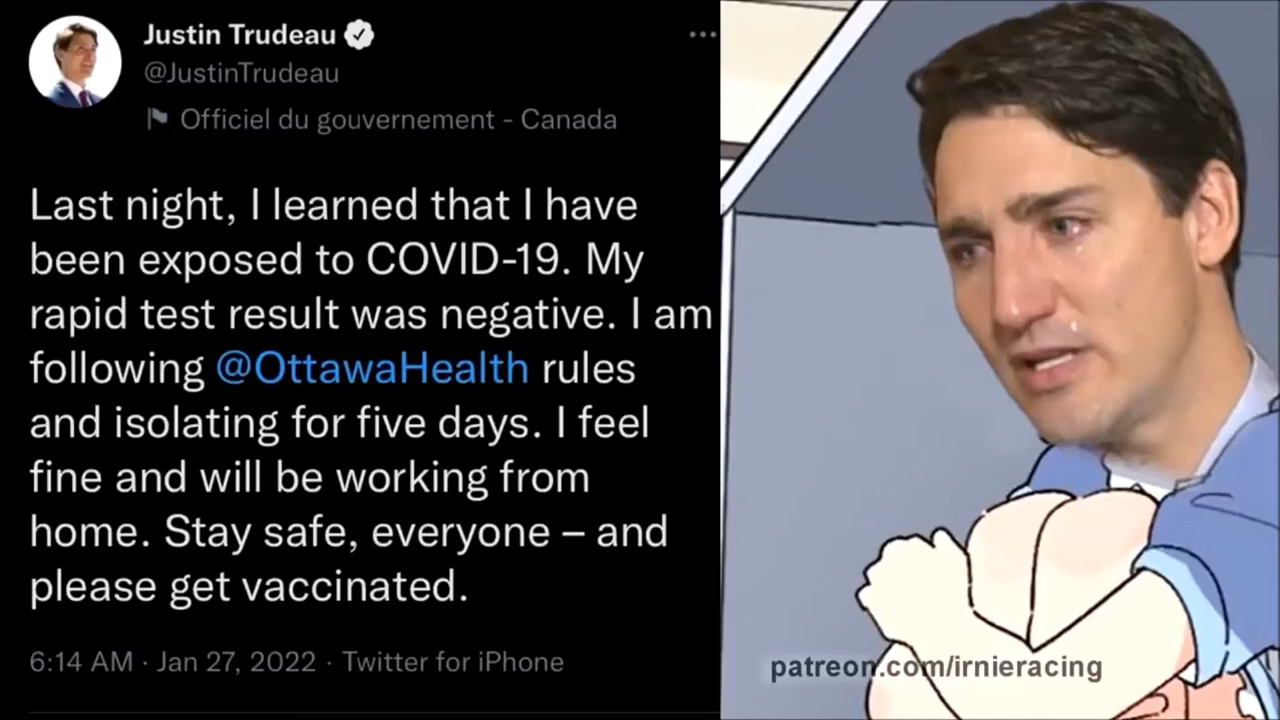 Justin Trudeau
@JustinTrudeau
Officiel du gouvernement - Canada
Last night, I learned that I have
been exposed to COVID-19. My
rapid test result was negative. I am
following @OttawaHealth rules
and isolating for five days. I feel
fine and will be working from
home. Stay safe, everyone – and
please get vaccinated.
6:14 AM · Jan 27, 2022 · Twitter for iPhone
patreon.com/irnieracing